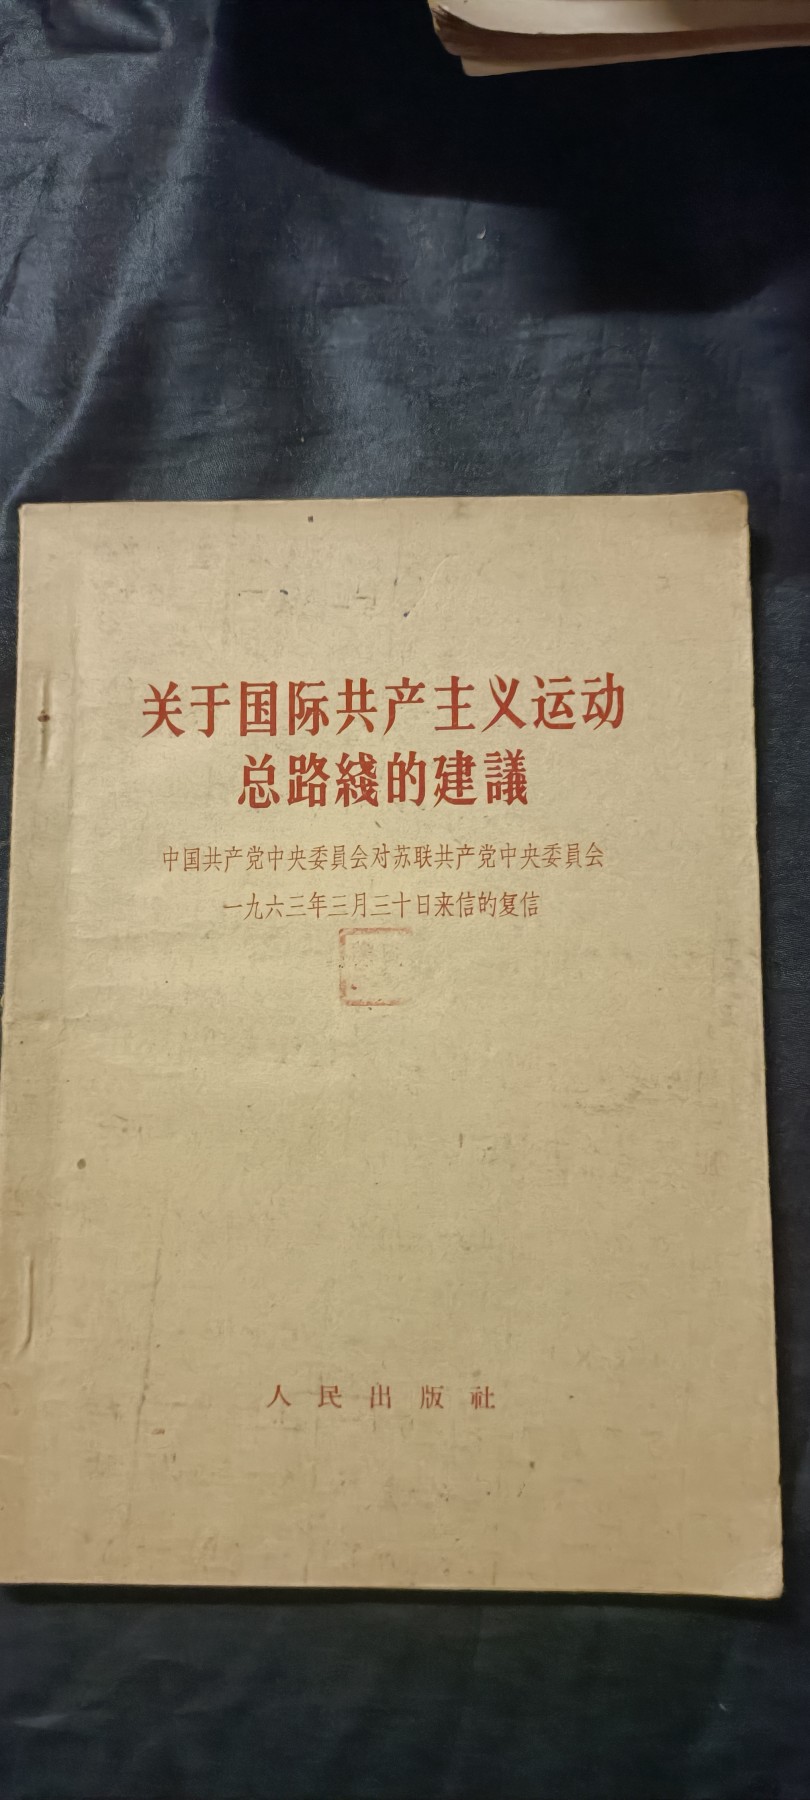 关于国际共产主义运动
总路綫的建議
中国共产党中央委員会对苏联共产党中央委員会
一九六三年三月三十日来信的复信
人民出版社